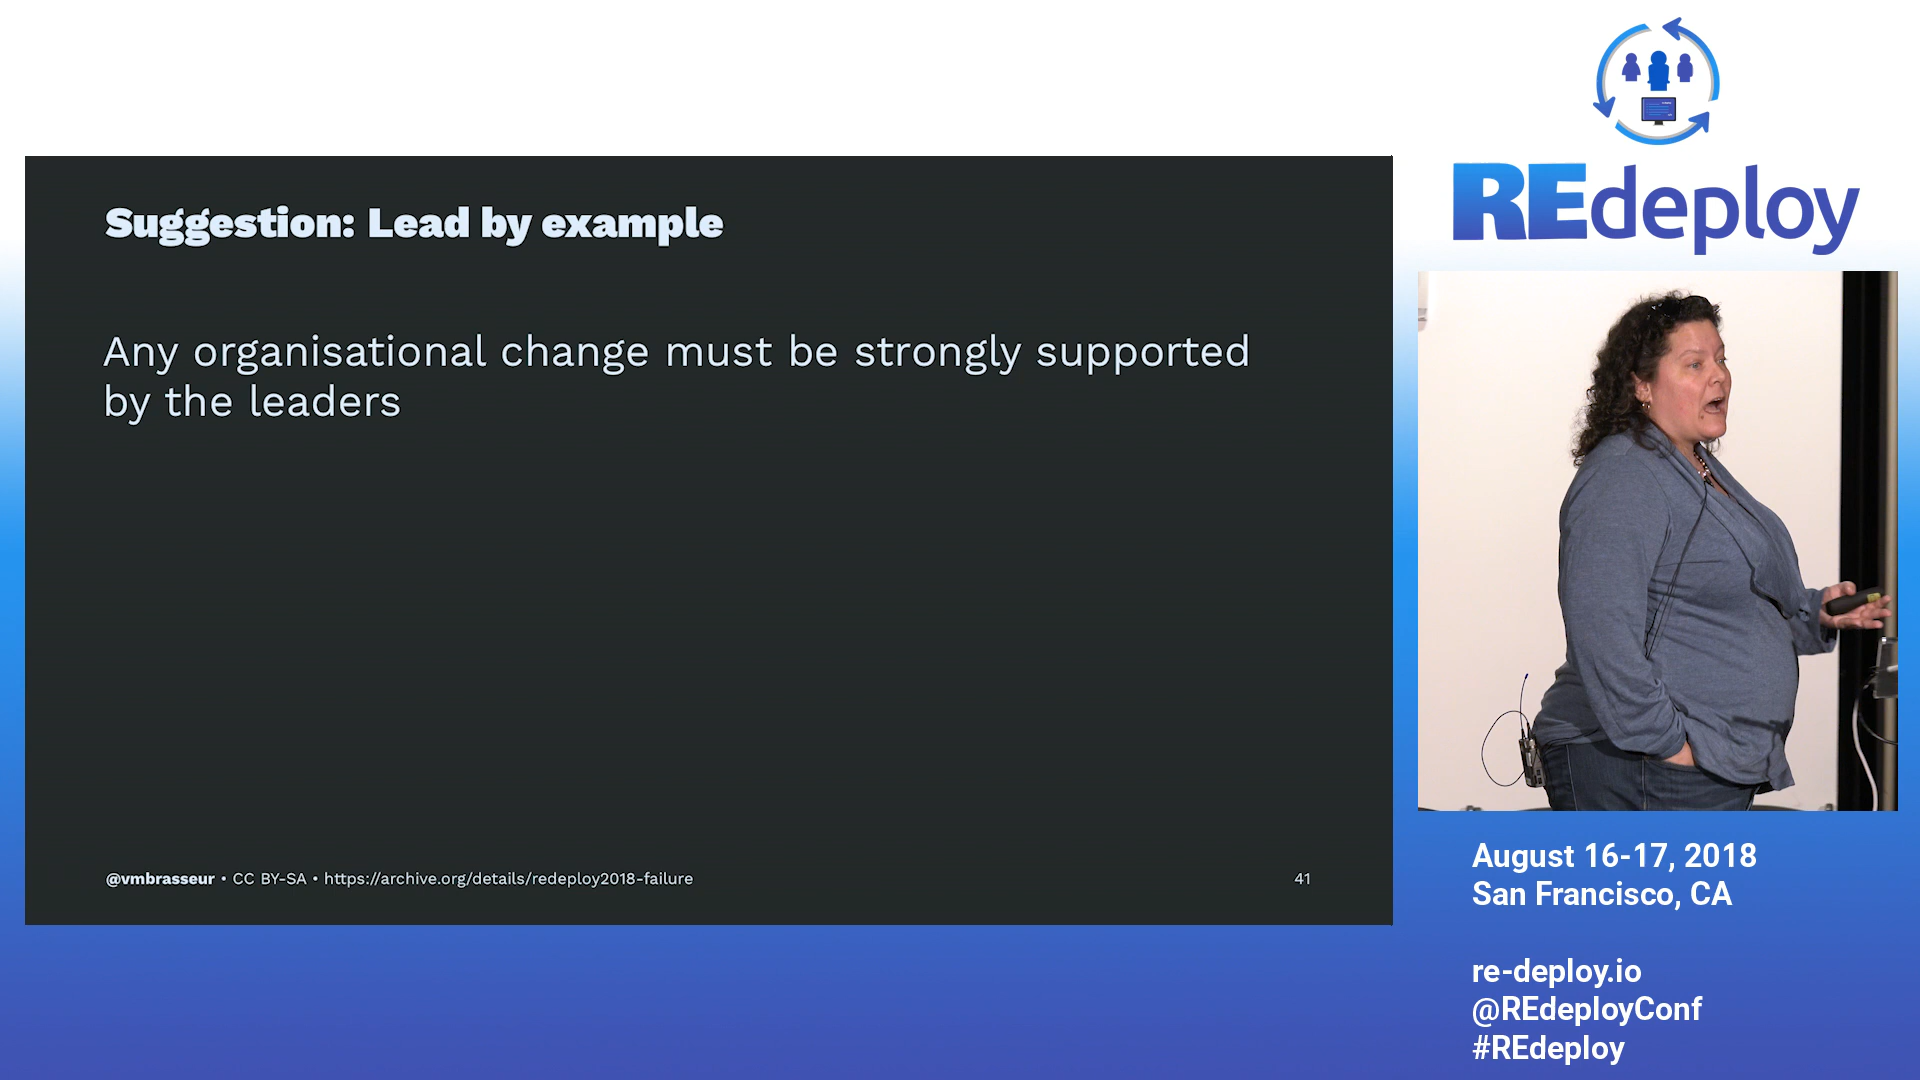 Suggestion: Lead by example
Any organisational change must be strongly supported
by the leaders
@vmbrasseur • CC BY-SA • https://archive.org/details/redeploy2018-failure
41
REdeploy
August 16-17, 2018
San Francisco, CA
re-deploy.io
@REdeployConf
#REdeploy